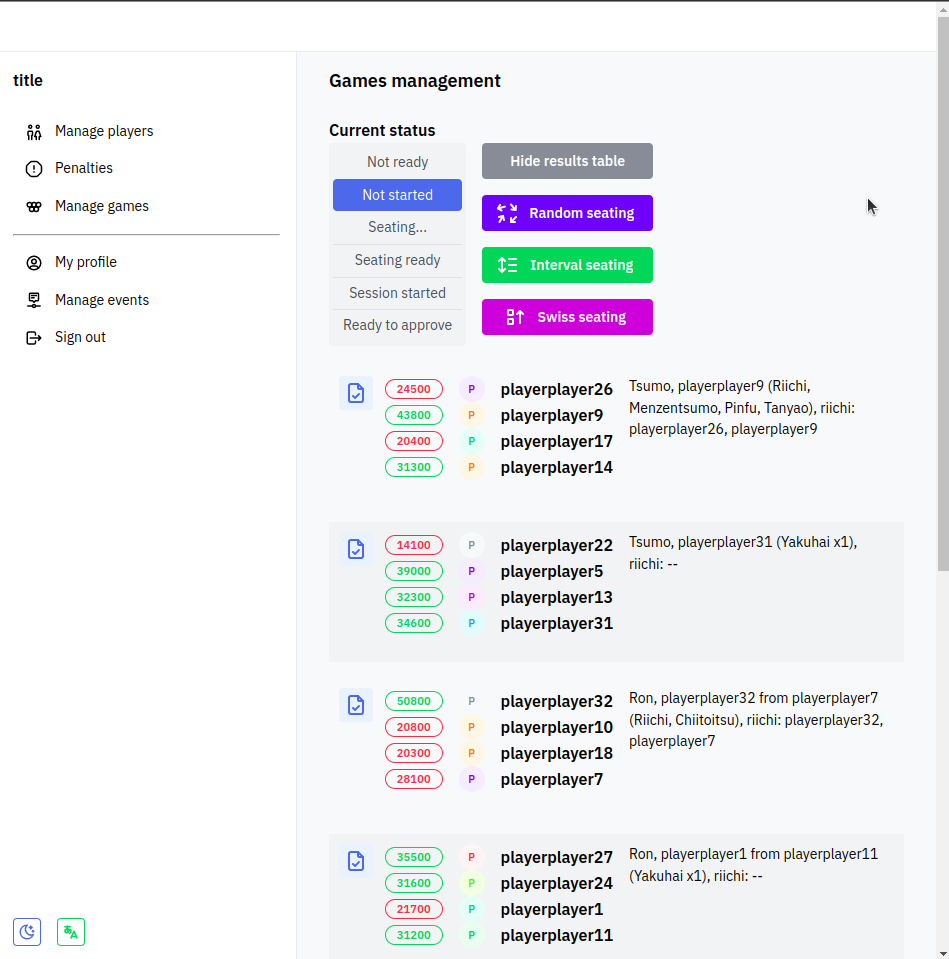 title
Manage players
Penalties
Manage games
My profile
Manage events
Sign out
Games management
Current status
Not ready
Not started
Seating...
Seating ready
Session started
Ready to approve
Hide results table
Random seating
Interval seating
Swiss seating
24500 P playerplayer26
43800 P playerplayer9
20400 P playerplayer17
31300 P playerplayer14
Tsumo, playerplayer9 (Riichi,
Menzentsumo, Pinfu, Tanyao), riichi:
playerplayer26, playerplayer9
14100 P playerplayer22
39000 P playerplayer5
32300 P playerplayer13
34600 P playerplayer31
Tsumo, playerplayer31 (Yakuhai x1),
riichi: --
50800 P playerplayer32
20800 P playerplayer10
20300 P playerplayer18
28100 P playerplayer7
Ron, playerplayer32 from playerplayer7
(Riichi, Chiitoitsu), riichi: playerplayer32,
playerplayer7
35500 P playerplayer27
31600 P playerplayer24
21700 P playerplayer1
31200 P playerplayer11
Ron, playerplayer1 from playerplayer11
(Yakuhai x1), riichi: --
あA